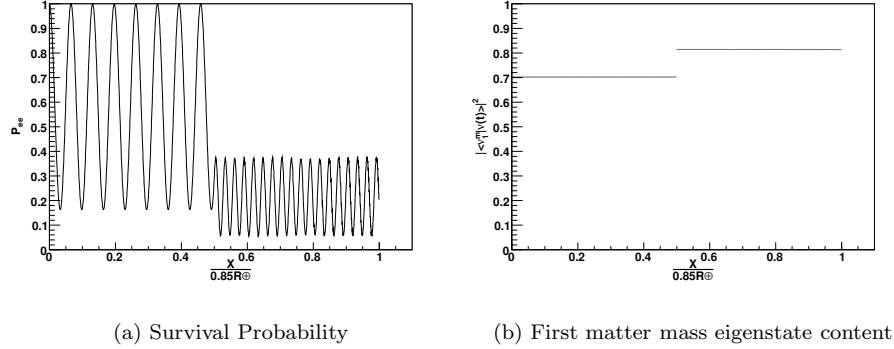 1
0.9
0.8
0.7
0.6
0.5
0.4
0.3
0.2
0.1
0
P_ee
0 0.2 0.4 0.6 0.8 1
X
0.85R⊕
(a) Survival Probability
1
0.9
0.8
0.7
0.6
0.5
0.4
0.3
0.2
0.1
0
|<ν_1^m|ν(t)>|^2
0 0.2 0.4 0.6 0.8 1
X
0.85R⊕
(b) First matter mass eigenstate content